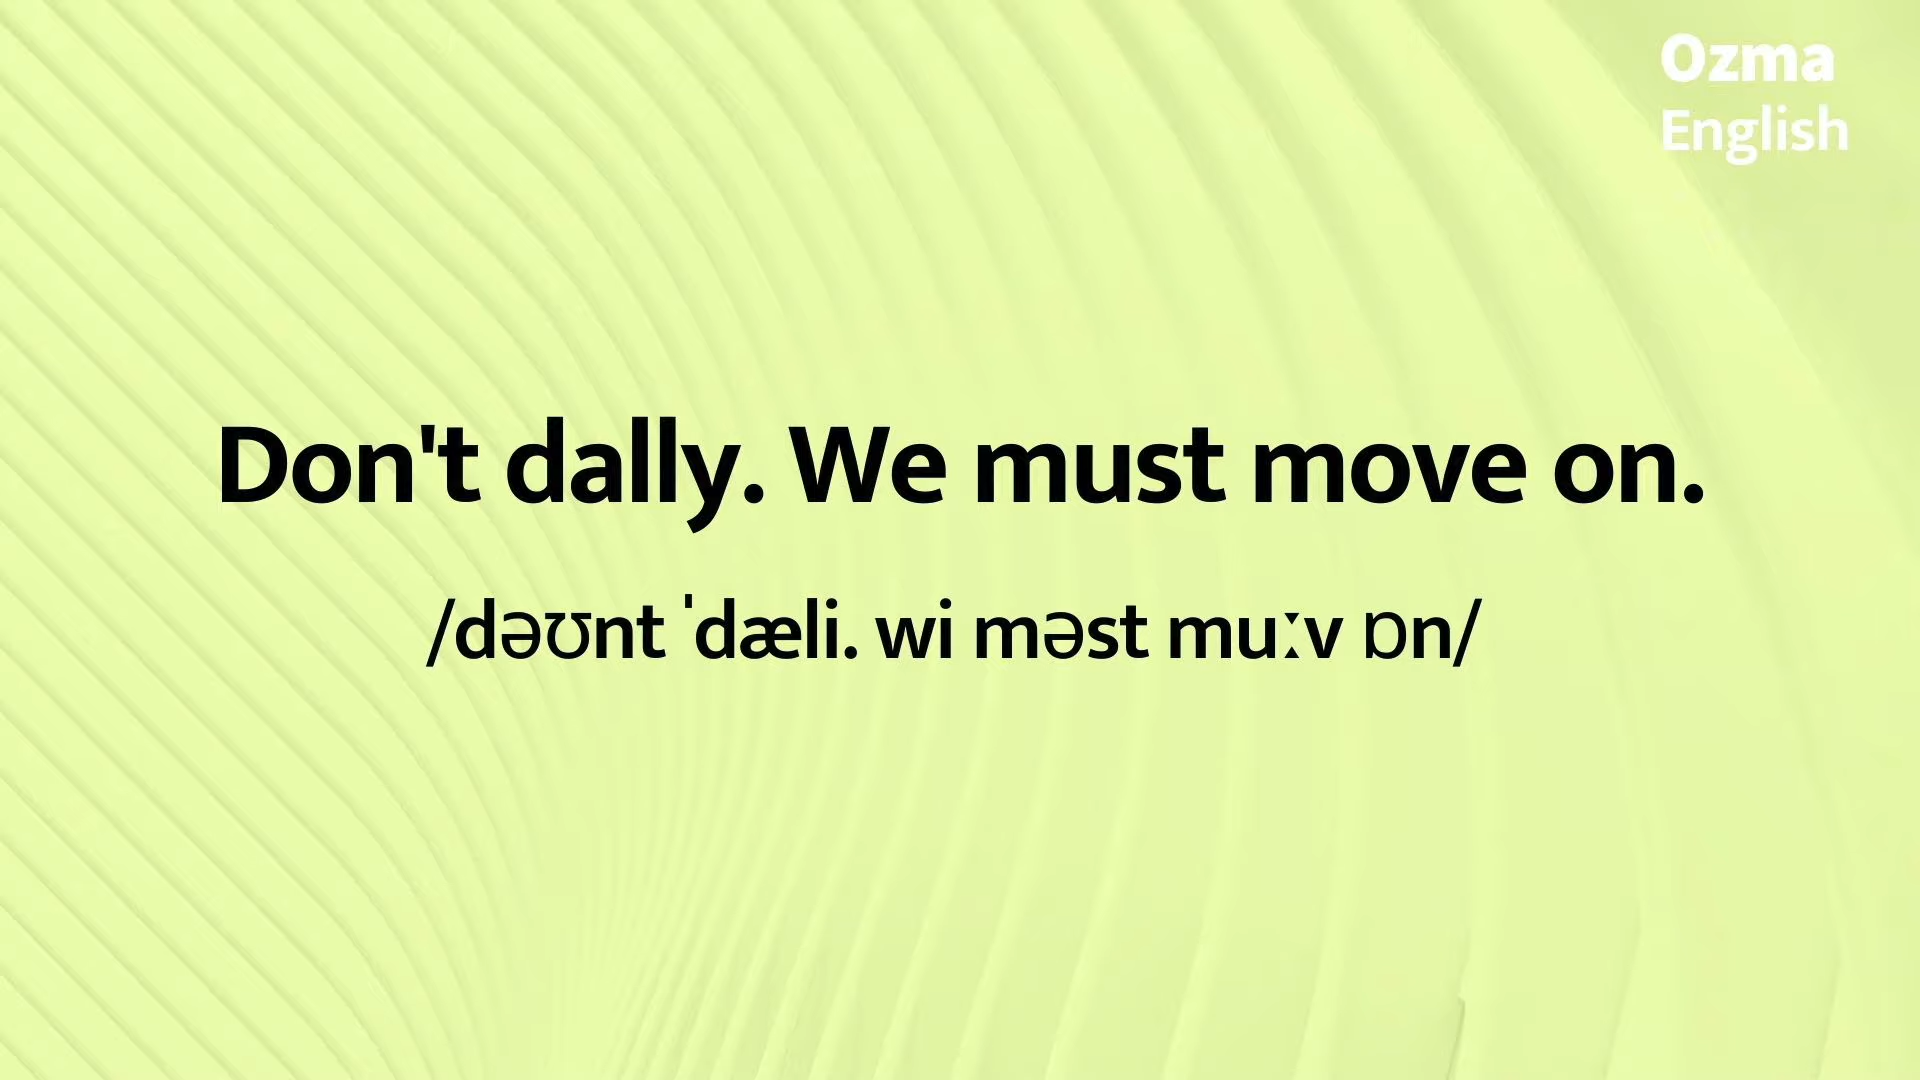 Ozma
English
Don't dally. We must move on.
/dəʊnt ˈdæli. wi məst muːv ɒn/